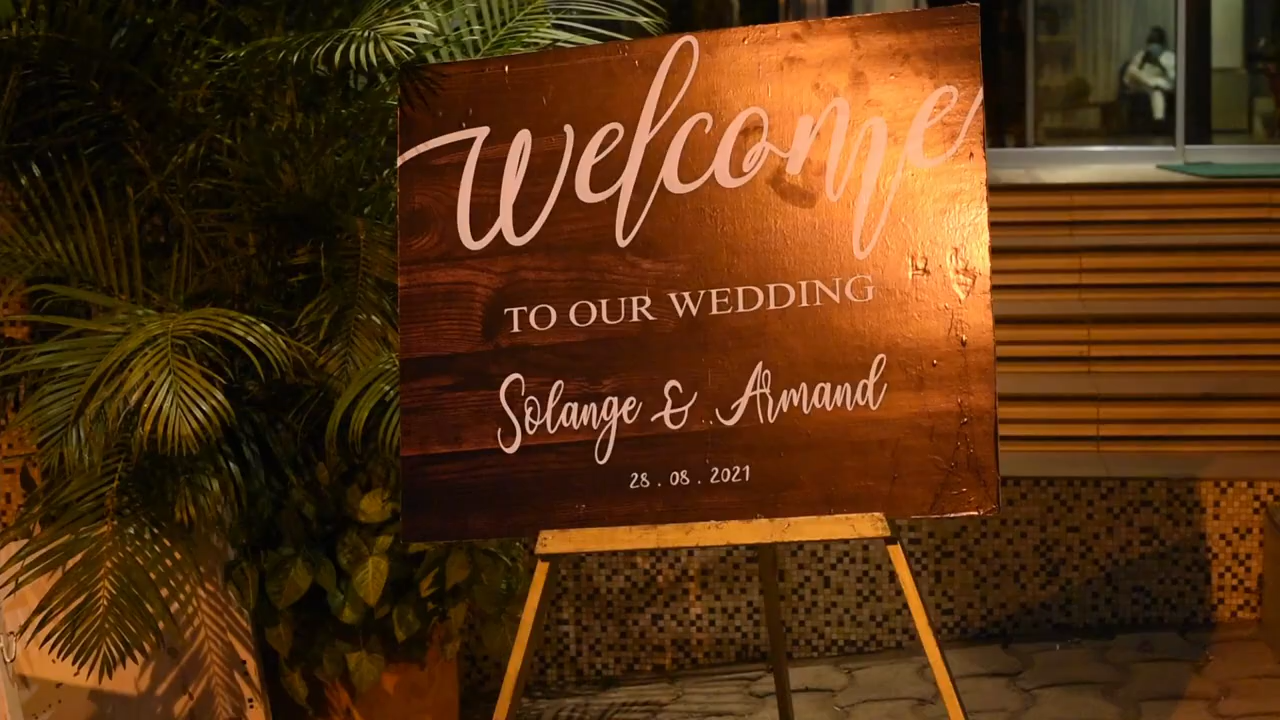 Welcome
TO OUR WEDDING
Solange & Armand
28 . 08 . 2021